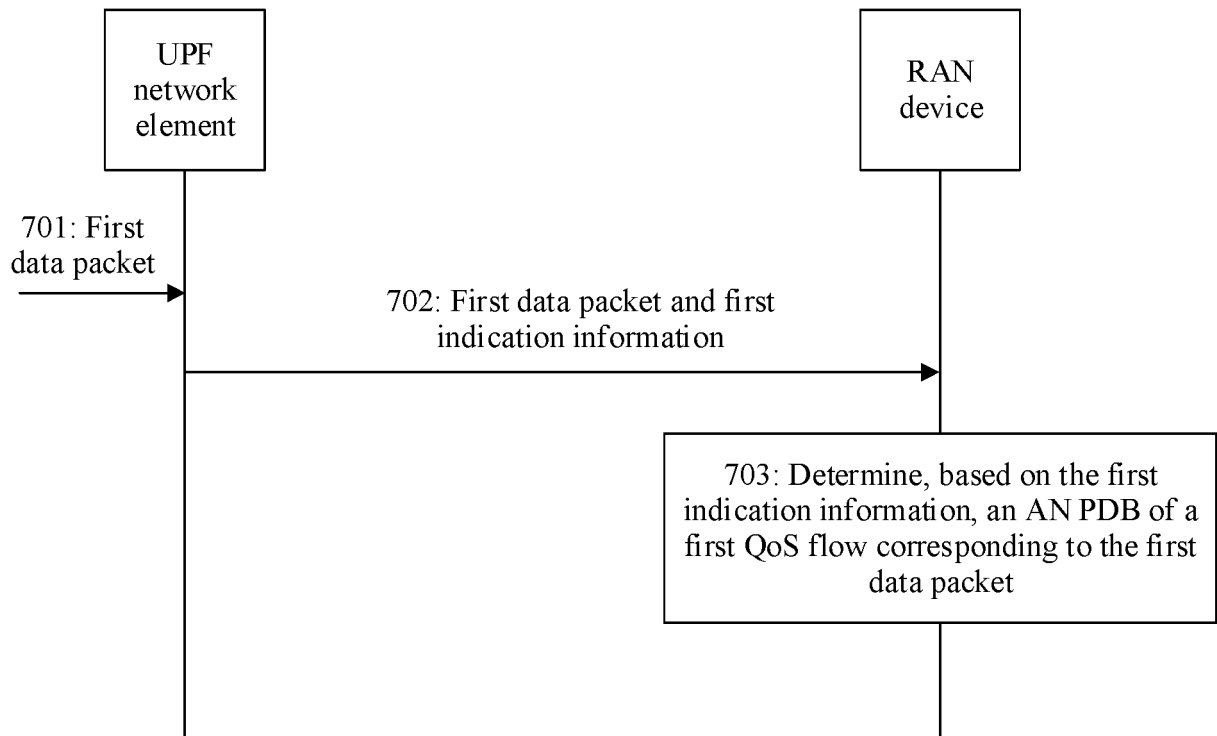 UPF
network
element
RAN
device
701: First
data packet
702: First data packet and first
indication information
703: Determine, based on the first
indication information, an AN PDB of a
first QoS flow corresponding to the first
data packet